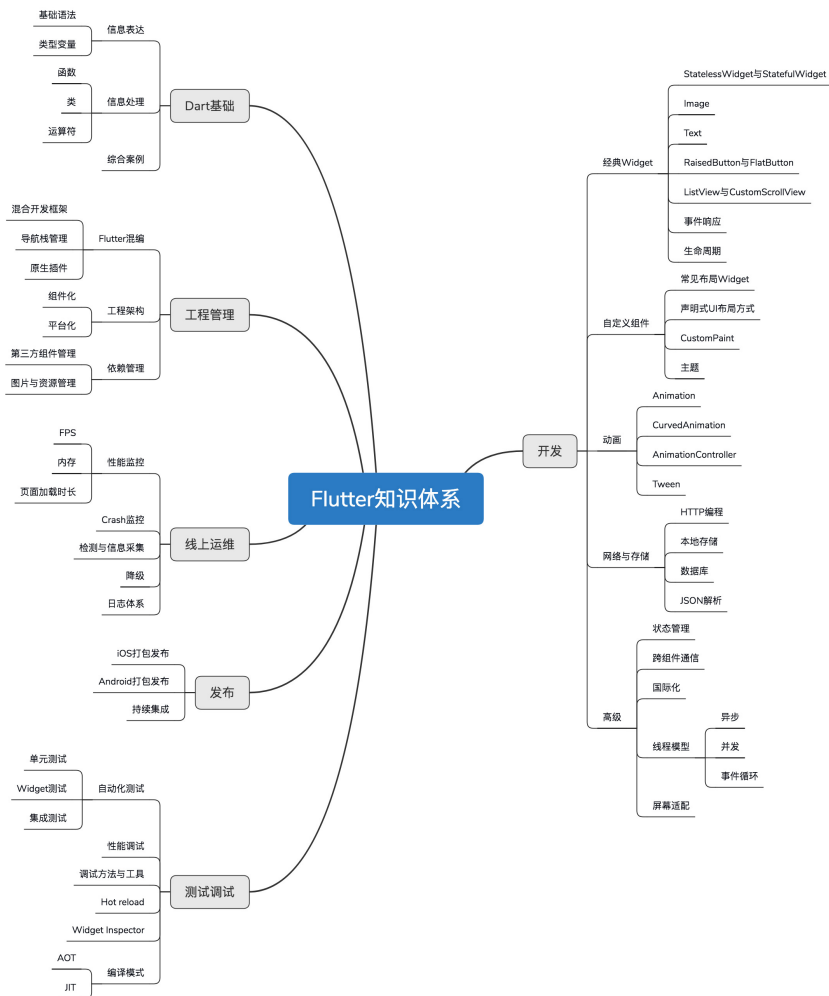 Flutter知识体系
Dart基础
信息表达
基础语法
类型变量
信息处理
函数
类
运算符
综合案例
工程管理
Flutter混编
混合开发框架
导航栈管理
原生插件
工程架构
组件化
平台化
依赖管理
第三方组件管理
图片与资源管理
线上运维
性能监控
FPS
内存
页面加载时长
Crash监控
检测与信息采集
降级
日志体系
发布
iOS打包发布
Android打包发布
持续集成
测试调试
自动化测试
单元测试
Widget测试
集成测试
性能调试
调试方法与工具
Hot reload
Widget Inspector
编译模式
AOT
JIT
开发
经典Widget
StatelessWidget与StatefulWidget
Image
Text
RaisedButton与FlatButton
ListView与CustomScrollView
事件响应
生命周期
自定义组件
常见布局Widget
声明式UI布局方式
CustomPaint
主题
动画
Animation
CurvedAnimation
AnimationController
Tween
网络与存储
HTTP编程
本地存储
数据库
JSON解析
高级
状态管理
跨组件通信
国际化
线程模型
异步
并发
事件循环
屏幕适配